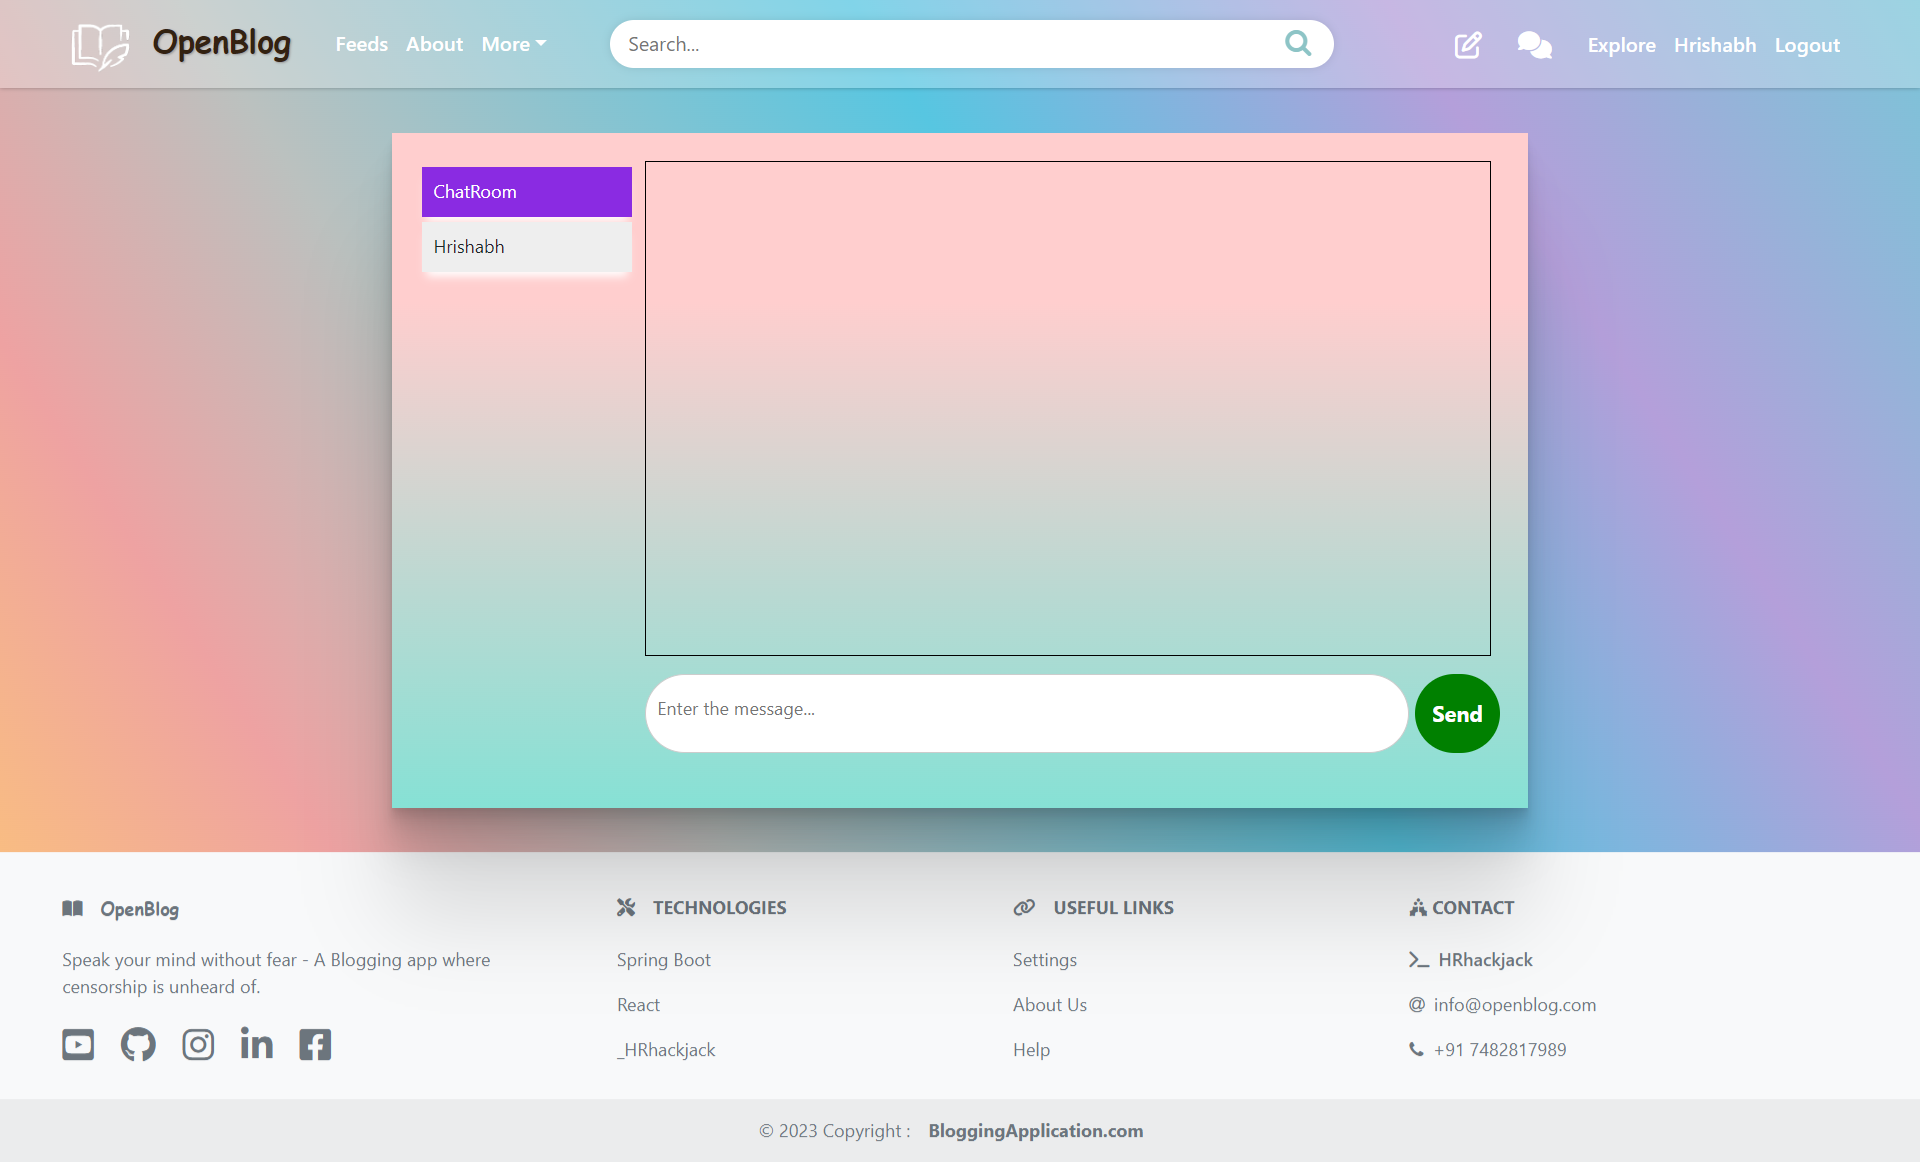 OpenBlog
Feeds About More
Search...
Explore Hrishabh Logout
ChatRoom
Hrishabh
Enter the message...
Send
OpenBlog
Speak your mind without fear - A Blogging app where
censorship is unheard of.
TECHNOLOGIES
Spring Boot
React
_HRhackjack
USEFUL LINKS
Settings
About Us
Help
CONTACT
HRhackjack
@ info@openblog.com
+91 7482817989
© 2023 Copyright : BloggingApplication.com